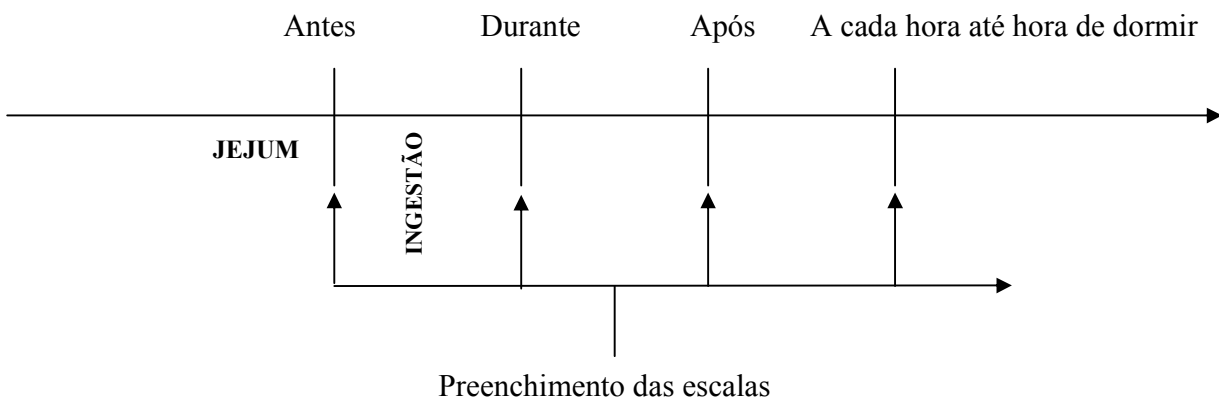 Antes Durante Após A cada hora até hora de dormir
JEJUM
INGESTÃO
Preenchimento das escalas